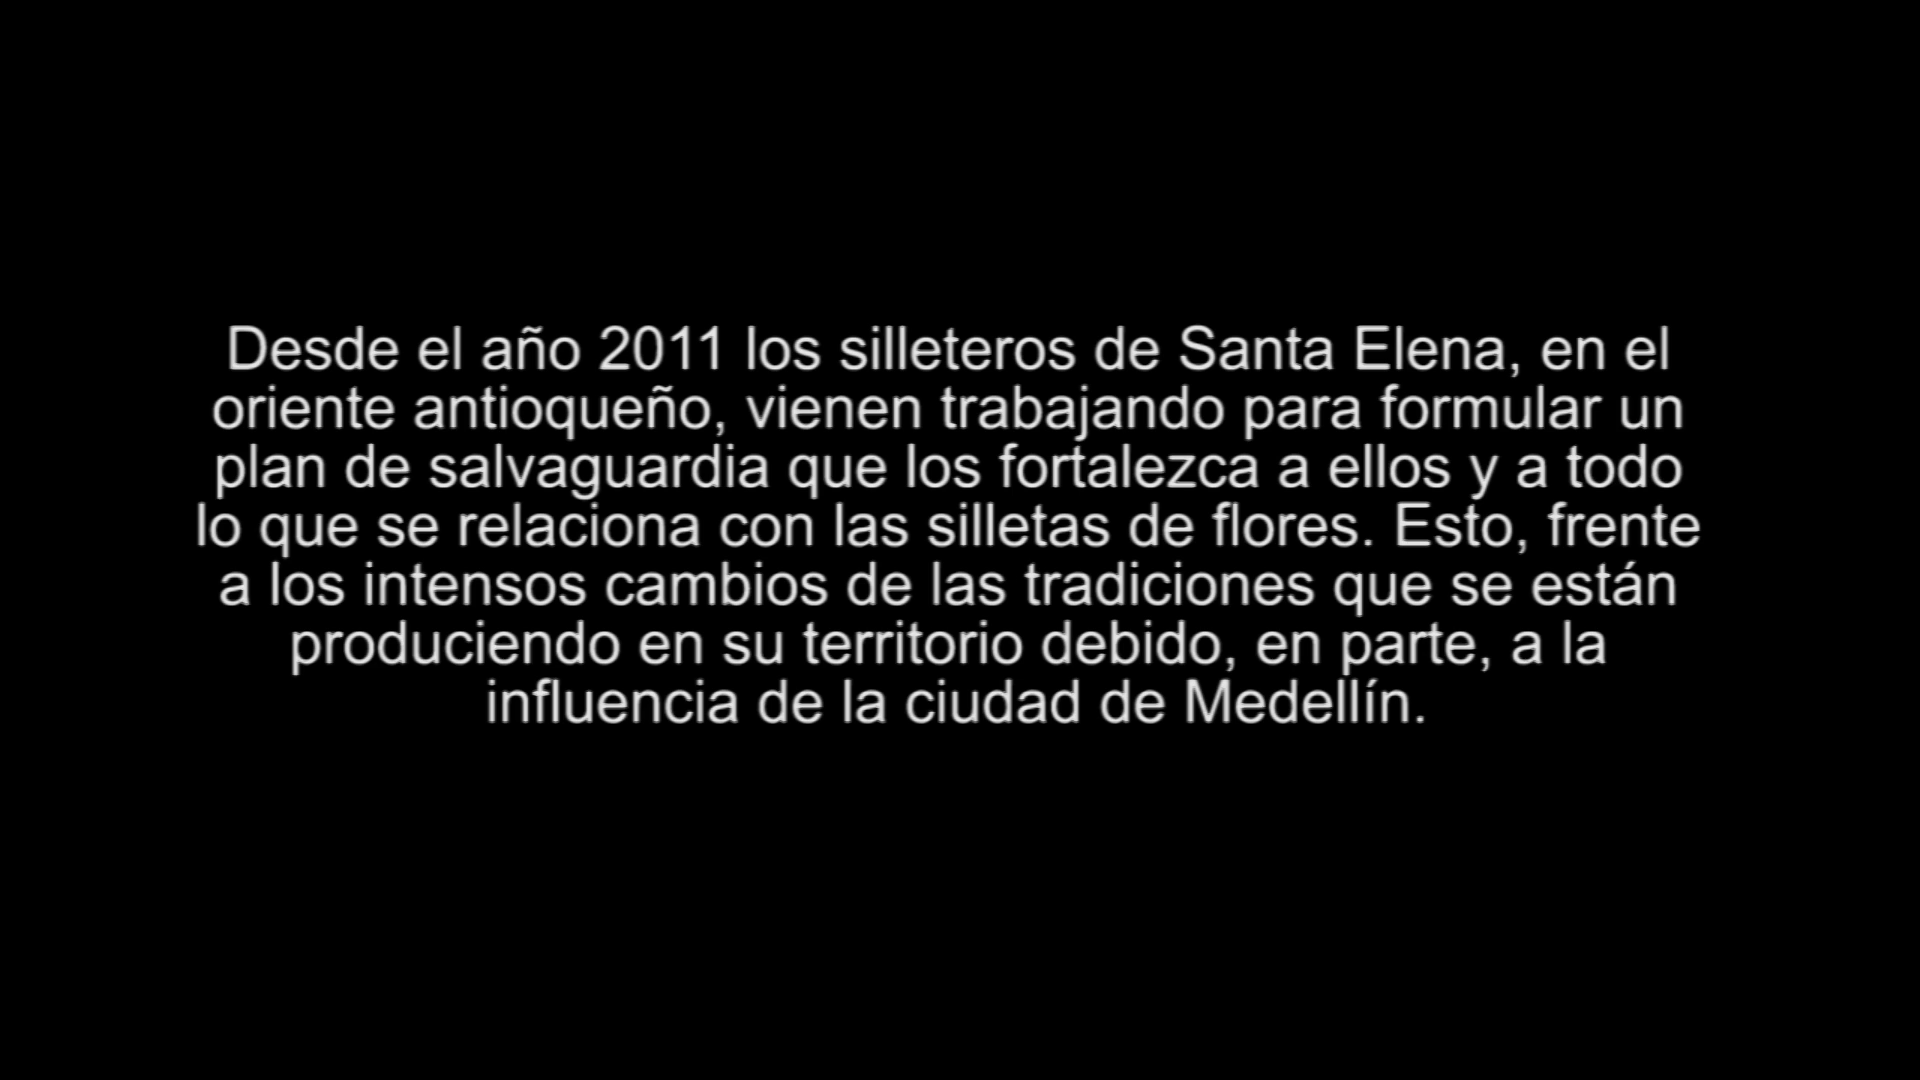 Desde el año 2011 los silleteros de Santa Elena, en el
oriente antioqueño, vienen trabajando para formular un
plan de salvaguardia que los fortalezca a ellos y a todo
lo que se relaciona con las silletas de flores. Esto, frente
a los intensos cambios de las tradiciones que se están
produciendo en su territorio debido, en parte, a la
influencia de la ciudad de Medellín.